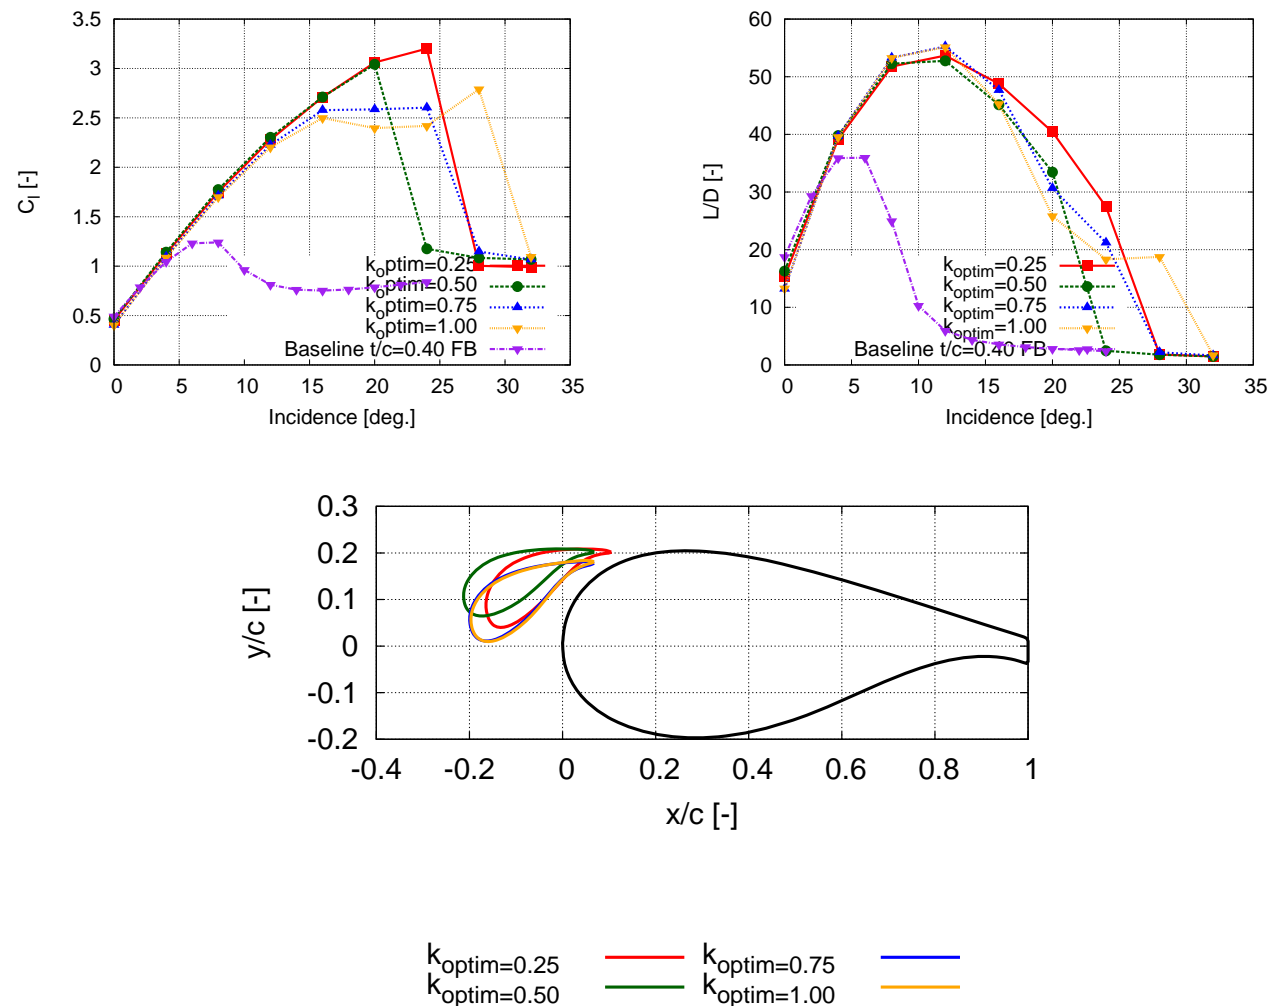 3.5
3
2.5
2
1.5
1
0.5
0
C_l [-]
0 5 10 15 20 25 30 35
Incidence [deg.]
k_optim=0.25
k_optim=0.50
k_optim=0.75
k_optim=1.00
Baseline t/c=0.40 FB
60
50
40
30
20
10
0
L/D [-]
0 5 10 15 20 25 30 35
Incidence [deg.]
k_optim=0.25
k_optim=0.50
k_optim=0.75
k_optim=1.00
Baseline t/c=0.40 FB
0.3
0.2
0.1
0
-0.1
-0.2
y/c [-]
-0.4 -0.2 0 0.2 0.4 0.6 0.8 1
x/c [-]
k_optim=0.25 k_optim=0.75
k_optim=0.50 k_optim=1.00